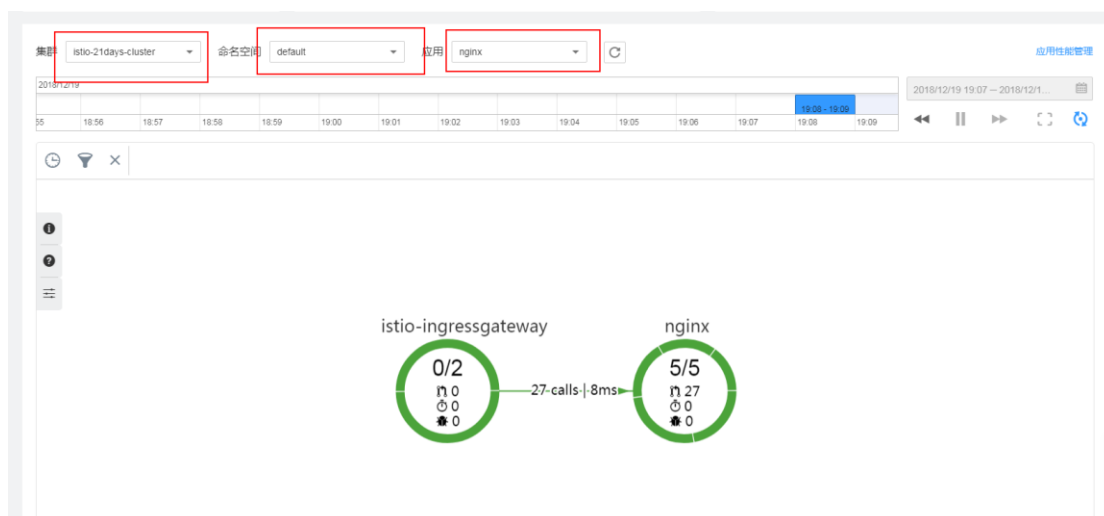 集群 istio-21days-cluster 命名空间 default 应用 nginx 应用性能管理
2018/12/19
2018/12/19 19:07 -- 2018/12/1...
19:08 - 19:09
55 18:56 18:57 18:58 18:59 19:00 19:01 19:02 19:03 19:04 19:05 19:06 19:07 19:08 19:09
istio-ingressgateway nginx
0/2 5/5
0 27 calls | 8ms 27
0 0
0 0